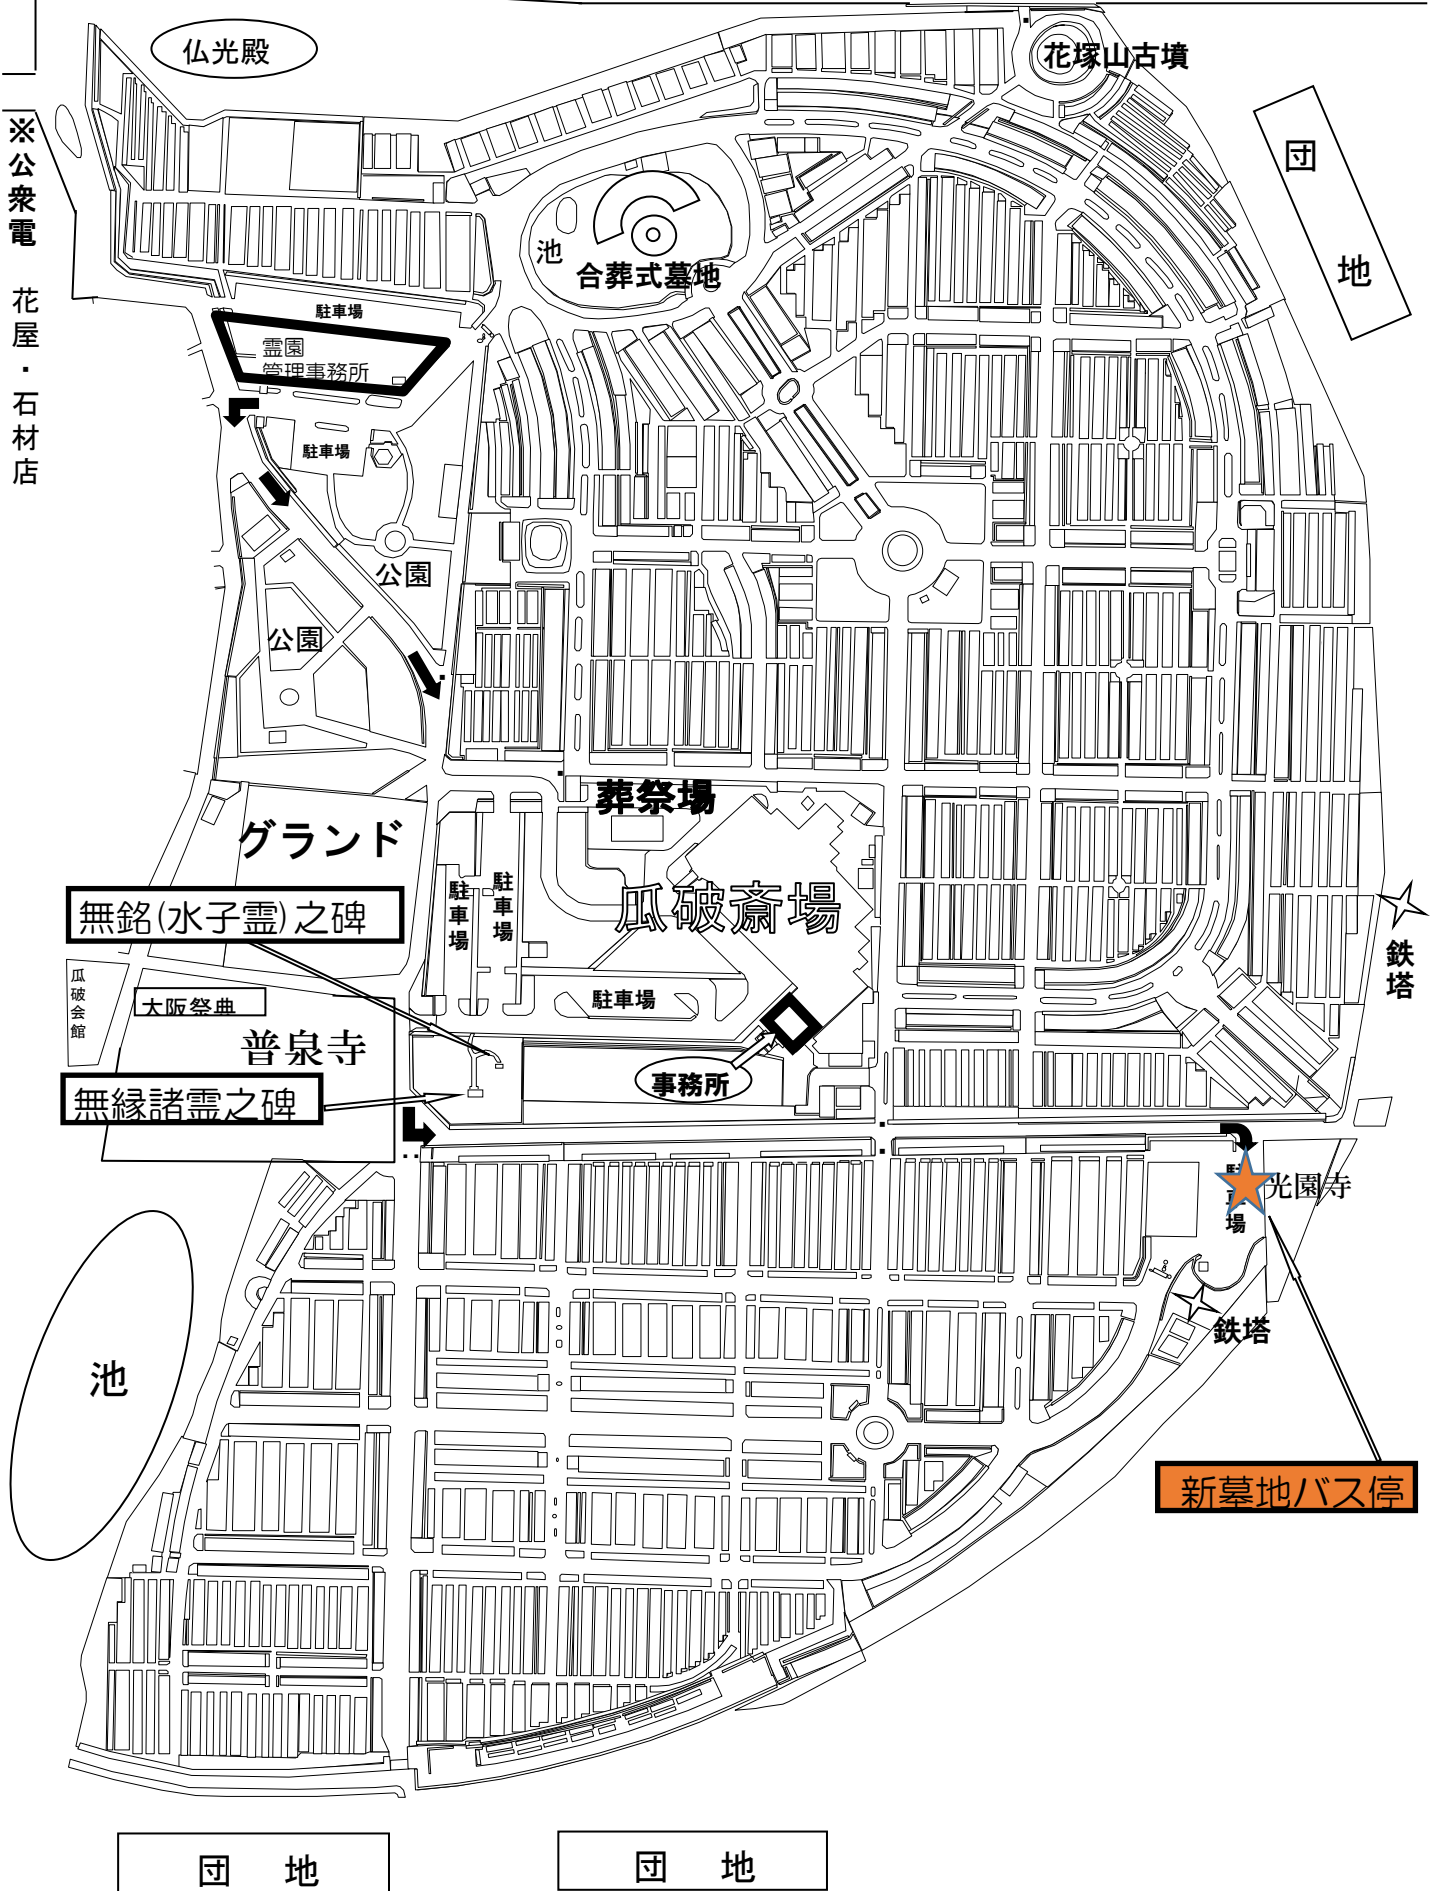 仏光殿
花塚山古墳
※公衆電
花屋・石材店
団地
池
合葬式墓地
駐車場
霊園
管理事務所
駐車場
公園
公園
葬祭場
グランド
瓜破斎場
駐車場
駐車場
無銘(水子霊)之碑
鉄塔
瓜破会館
大阪祭典
駐車場
普泉寺
事務所
無縁諸霊之碑
駐車場
光園寺
鉄塔
池
新墓地バス停
団地
団地